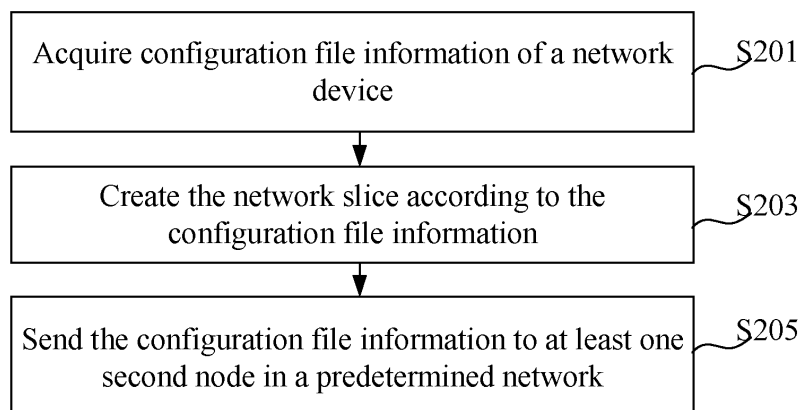 Acquire configuration file information of a network
device
S201
Create the network slice according to the
configuration file information
S203
Send the configuration file information to at least one
second node in a predetermined network
S205